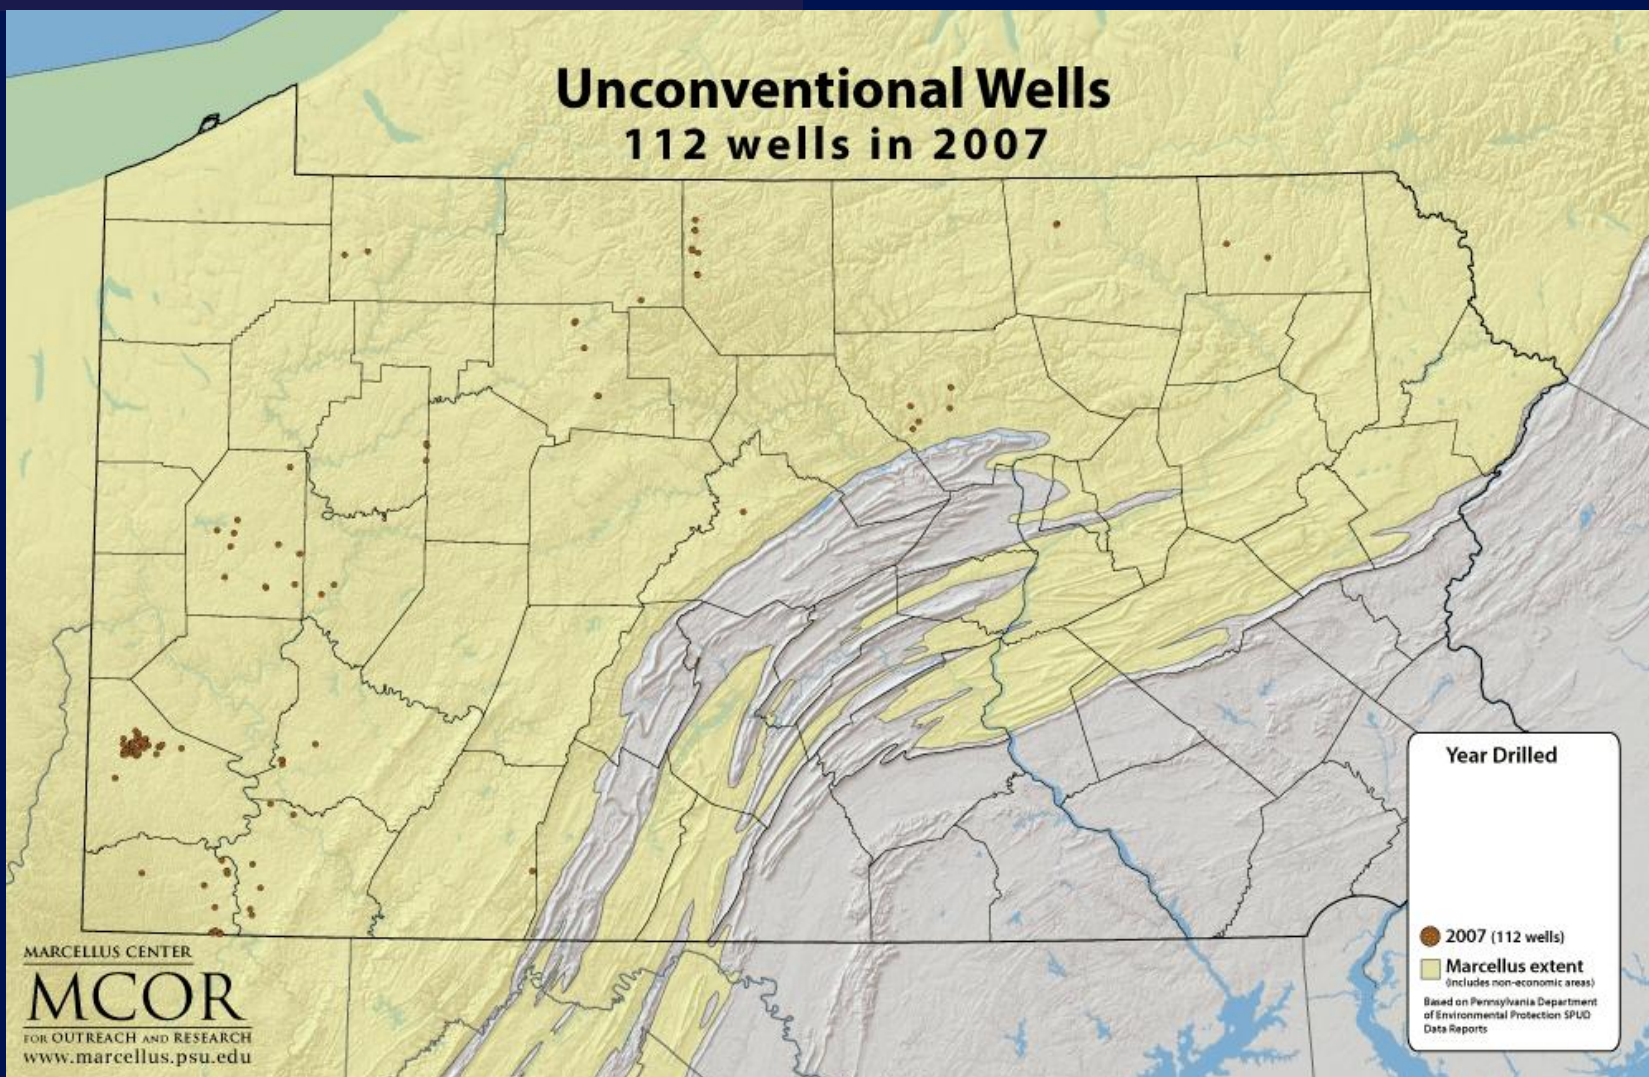 Unconventional Wells
112 wells in 2007
Year Drilled
2007 (112 wells)
Marcellus extent
(includes non-economic areas)
Based on Pennsylvania Department
of Environmental Protection SPUD
Data Reports
MARCELLUS CENTER
MCOR
FOR OUTREACH AND RESEARCH
www.marcellus.psu.edu